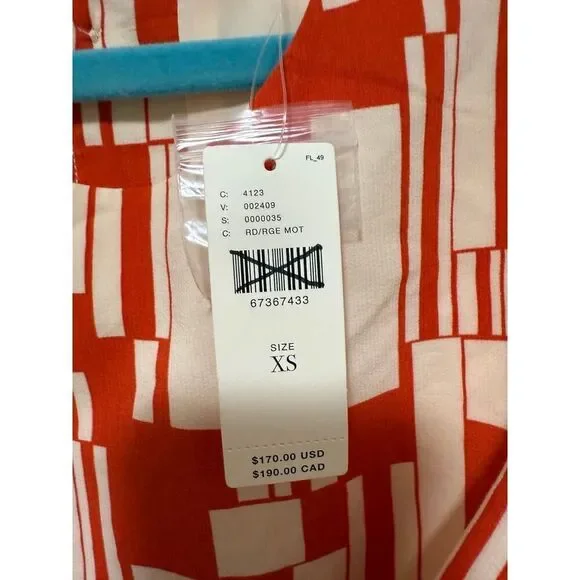 FL_49
C: 4123
V: 002409
S: 0000035
C: RD/RGE MOT
67367433
SIZE
XS
$170.00 USD
$190.00 CAD